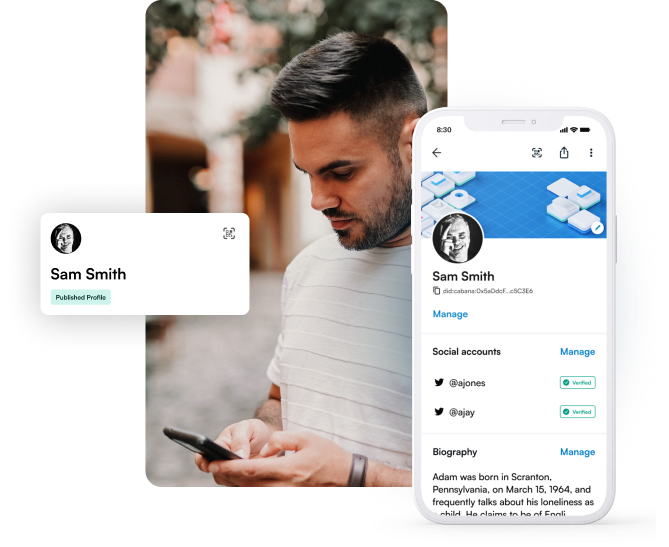 Sam Smith
Published Profile
8:30
Sam Smith
did:cabana:0x5aDdcF...c5C3E6
Manage
Social accounts Manage
@ajones Verified
@ajay Verified
Biography Manage
Adam was born in Scranton,
Pennsylvania, on March 15, 1964, and
frequently talks about his loneliness as
child. He claims to be of Engli